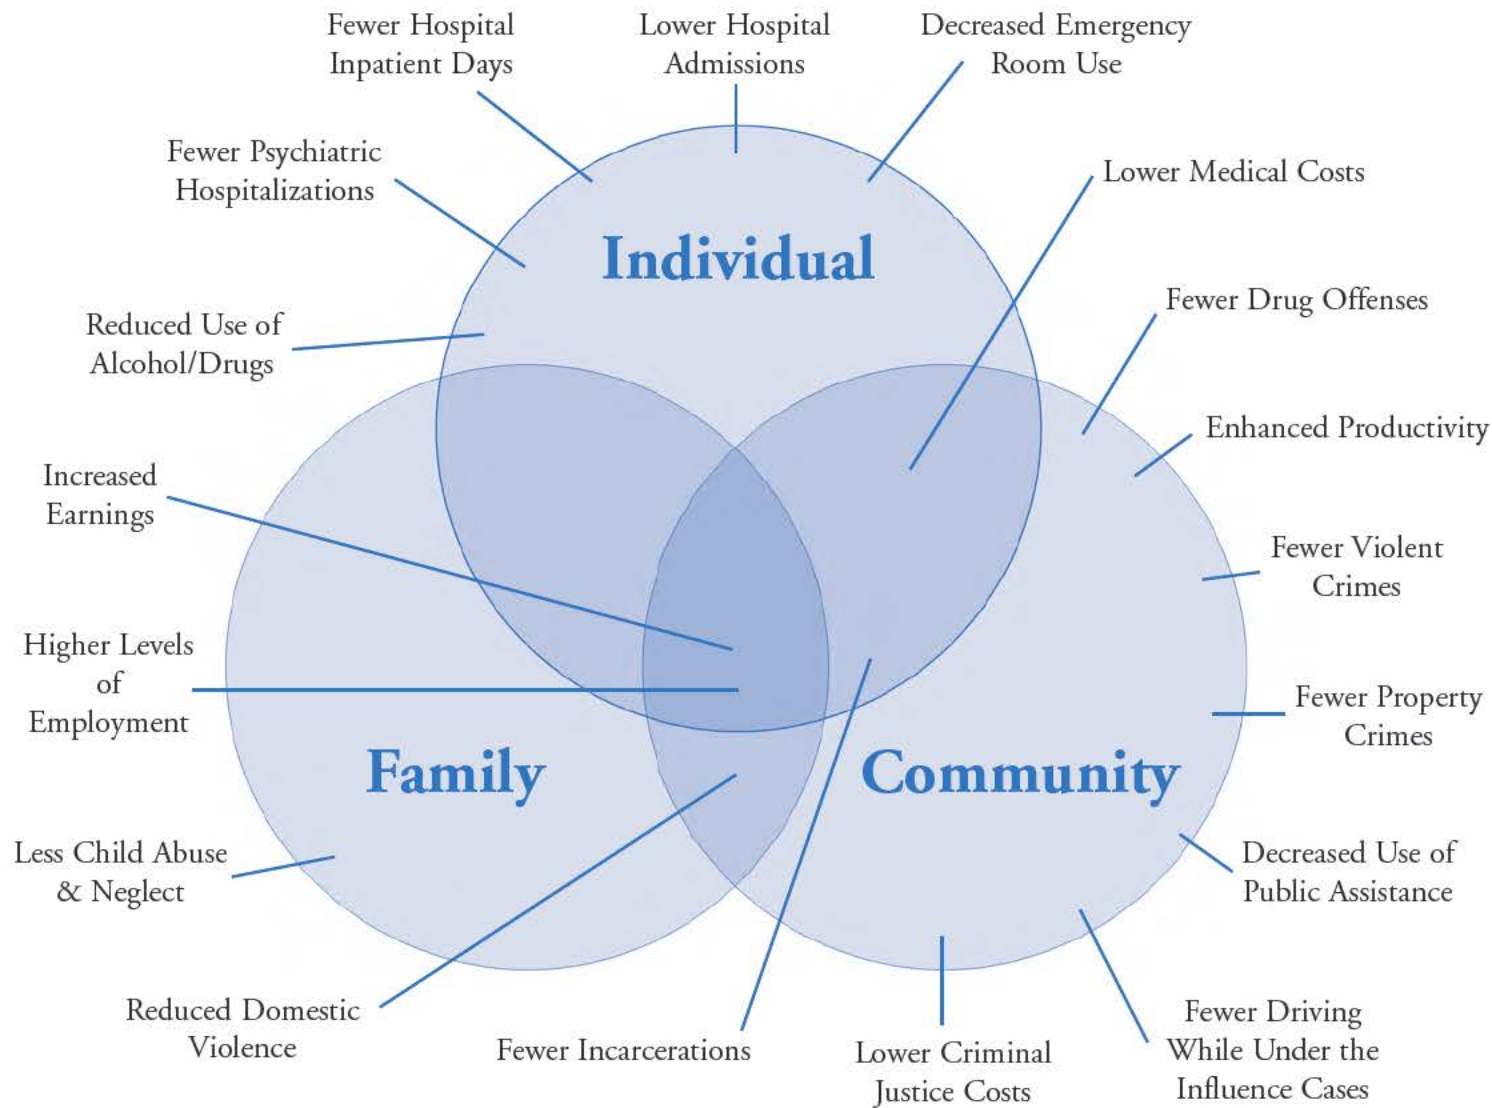 Fewer Hospital
Inpatient Days
Lower Hospital
Admissions
Decreased Emergency
Room Use
Fewer Psychiatric
Hospitalizations
Lower Medical Costs
Individual
Reduced Use of
Alcohol/Drugs
Fewer Drug Offenses
Enhanced Productivity
Increased
Earnings
Fewer Violent
Crimes
Higher Levels
of
Employment
Fewer Property
Crimes
Family
Community
Less Child Abuse
& Neglect
Decreased Use of
Public Assistance
Reduced Domestic
Violence
Fewer Incarcerations
Lower Criminal
Justice Costs
Fewer Driving
While Under the
Influence Cases